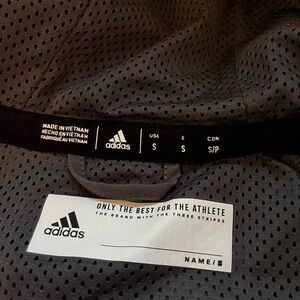 MADE IN VIETNAM
HECHO EN VIETNAM
FABRIQUÉ AU VIETNAM
adidas
USA E CDN
S S S/P
ONLY THE BEST FOR THE ATHLETE
THE BRAND WITH THE THREE STRIPES
adidas
NAME/#